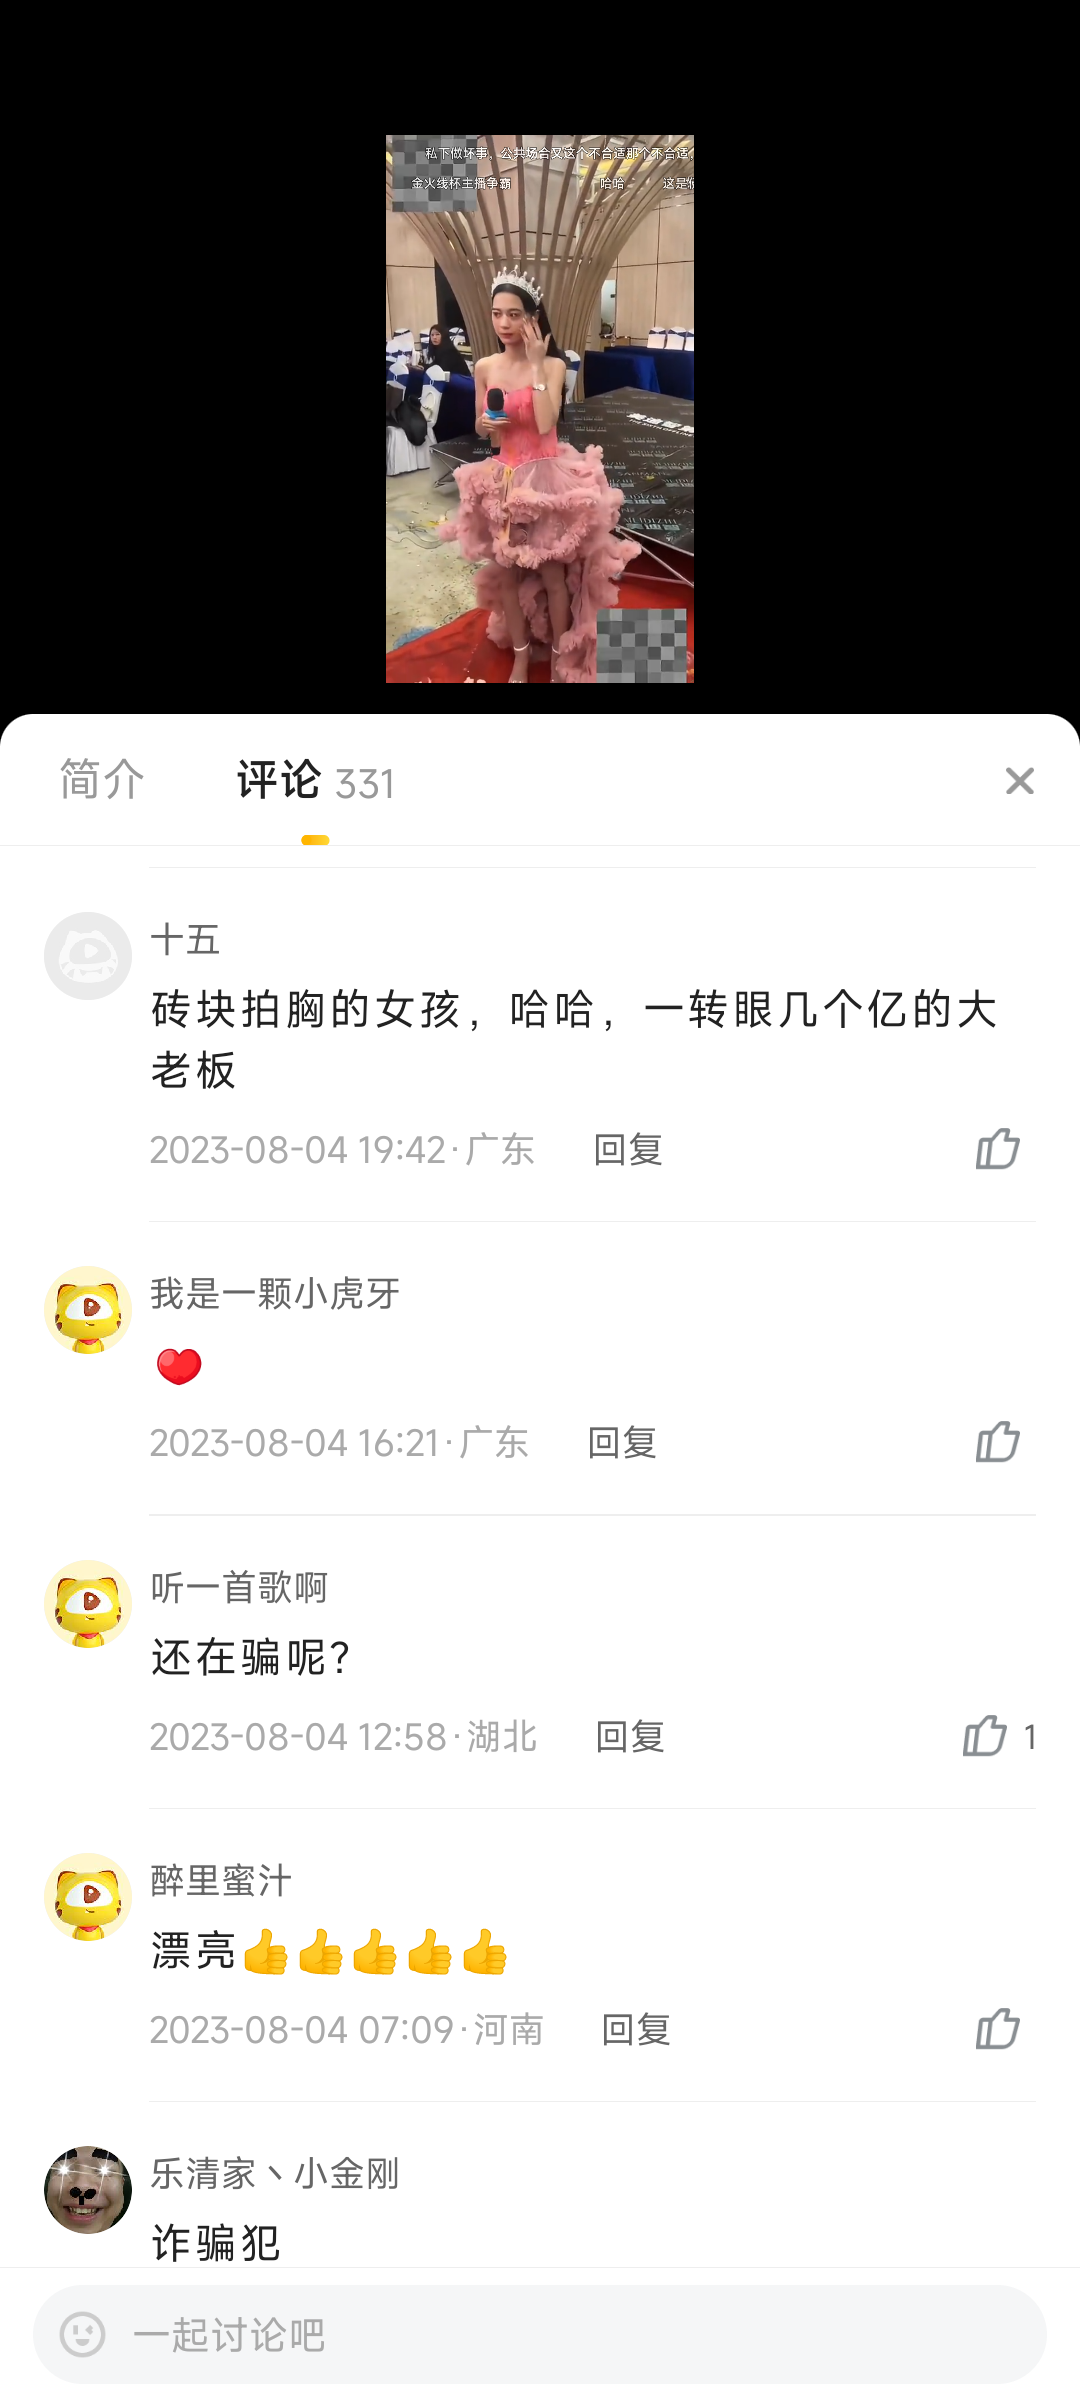 私下做坏事，公共场合又这个不合适那个不合适，
金火线杯主播争霸
哈哈
这是
简介
评论 331
十五
砖块拍胸的女孩，哈哈，一转眼几个亿的大
老板
2023-08-04 19:42·广东 回复
我是一颗小虎牙
❤️
2023-08-04 16:21·广东 回复
听一首歌啊
还在骗呢？
2023-08-04 12:58·湖北 回复 1
醉里蜜汁
漂亮👍👍👍👍👍
2023-08-04 07:09·河南 回复
乐清家丶小金刚
诈骗犯
一起讨论吧